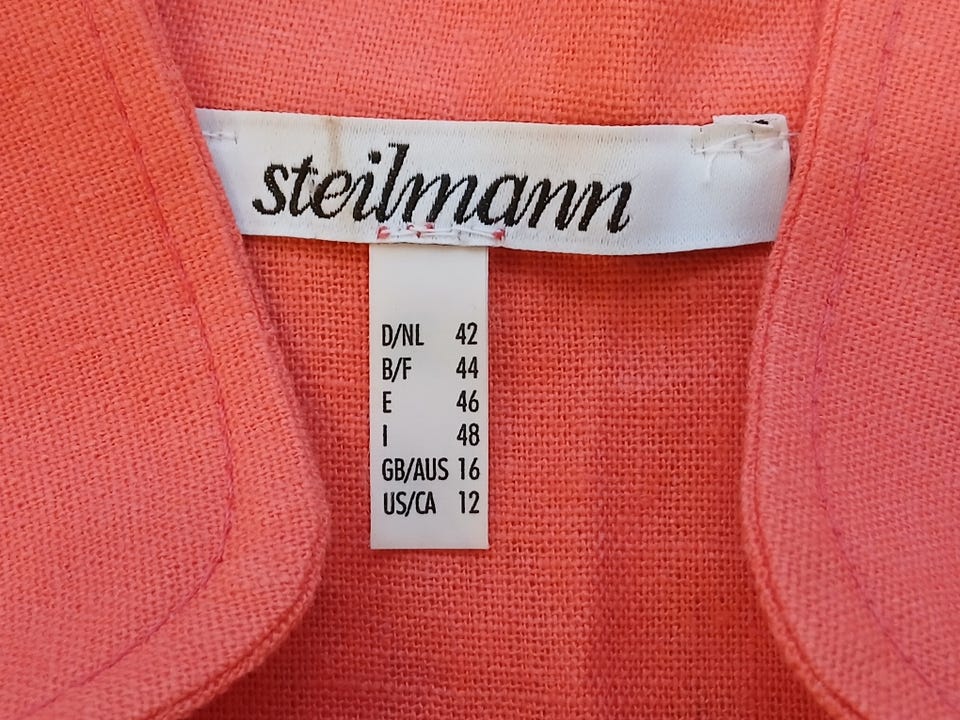 steilmann
D/NL 42
B/F 44
E 46
I 48
GB/AUS 16
US/CA 12